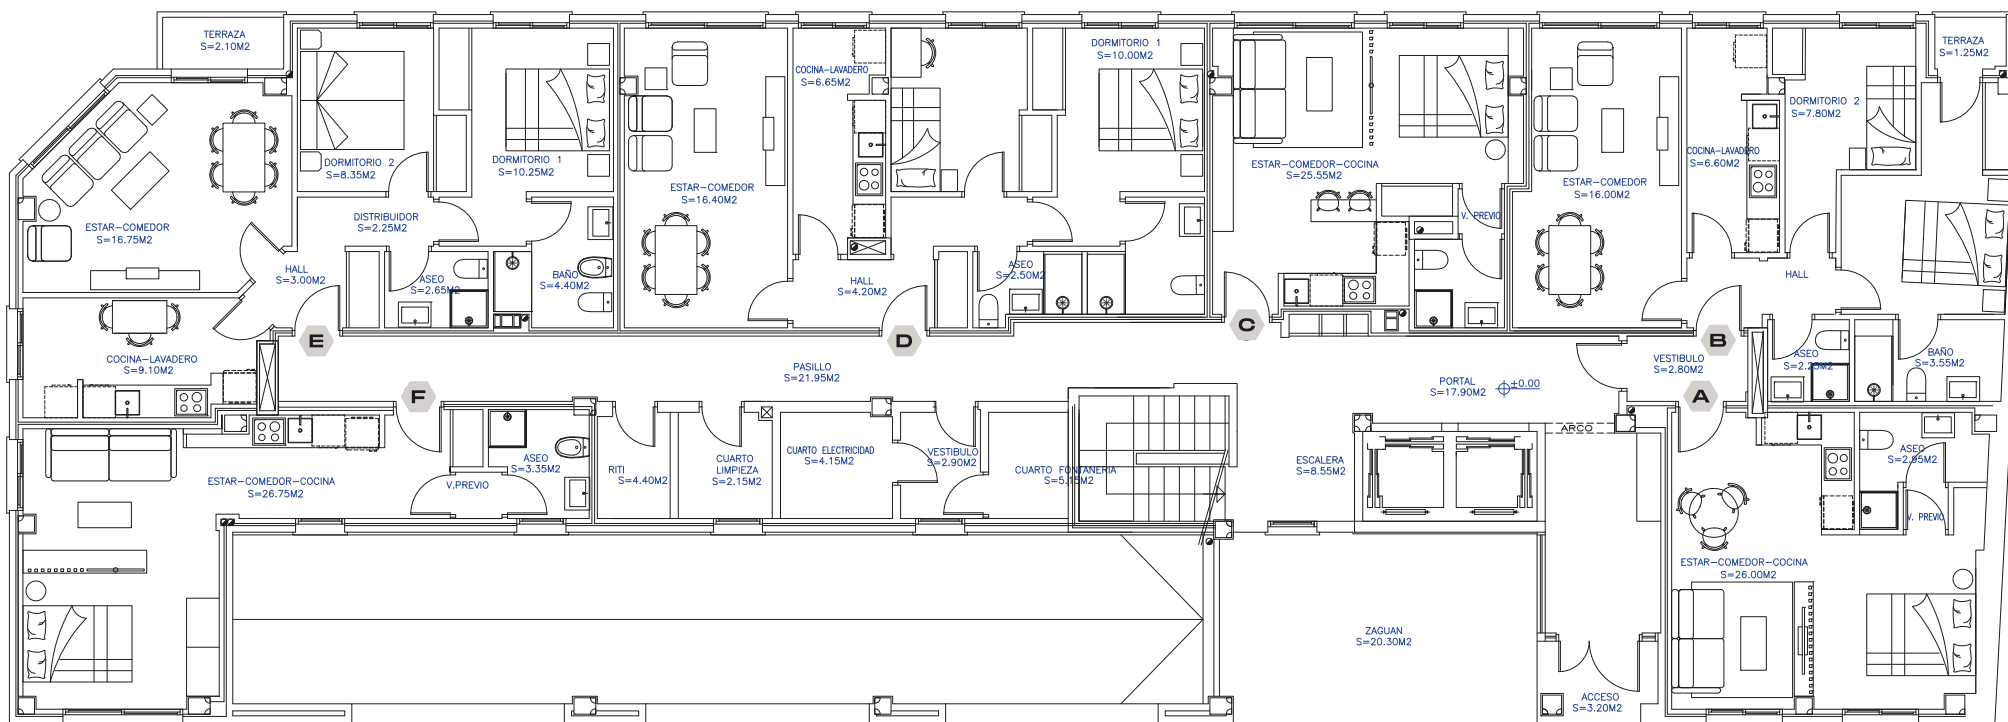 TERRAZA
S=2.10M2
DORMITORIO 2
S=8.35M2
DORMITORIO 1
S=10.25M2
ESTAR-COMEDOR
S=16.75M2
DISTRIBUIDOR
S=2.25M2
HALL
S=3.00M2
ASEO
S=2.65M2
BAÑO
S=4.40M2
COCINA-LAVADERO
S=9.10M2
E
ESTAR-COMEDOR
S=16.40M2
COCINA-LAVADERO
S=6.65M2
DORMITORIO 1
S=10.00M2
HALL
S=4.20M2
ASEO
S=2.50M2
D
ESTAR-COMEDOR-COCINA
S=25.55M2
V. PREVIO
C
ESTAR-COMEDOR
S=16.00M2
COCINA-LAVADERO
S=6.60M2
DORMITORIO 2
S=7.80M2
TERRAZA
S=1.25M2
HALL
B
ASEO
S=2.25M2
BAÑO
S=3.55M2
VESTIBULO
S=2.80M2
A
PASILLO
S=21.95M2
PORTAL
S=17.90M2
±0.00
F
ESTAR-COMEDOR-COCINA
S=26.75M2
V.PREVIO
ASEO
S=3.35M2
RITI
S=4.40M2
CUARTO
LIMPIEZA
S=2.15M2
CUARTO ELECTRICIDAD
S=4.15M2
VESTIBULO
S=2.90M2
CUARTO FONTANERIA
S=5.15M2
ESCALERA
S=8.55M2
ARCO
ASEO
S=2.95M2
V. PREVIO
ESTAR-COMEDOR-COCINA
S=26.00M2
ZAGUAN
S=20.30M2
ACCESO
S=3.20M2